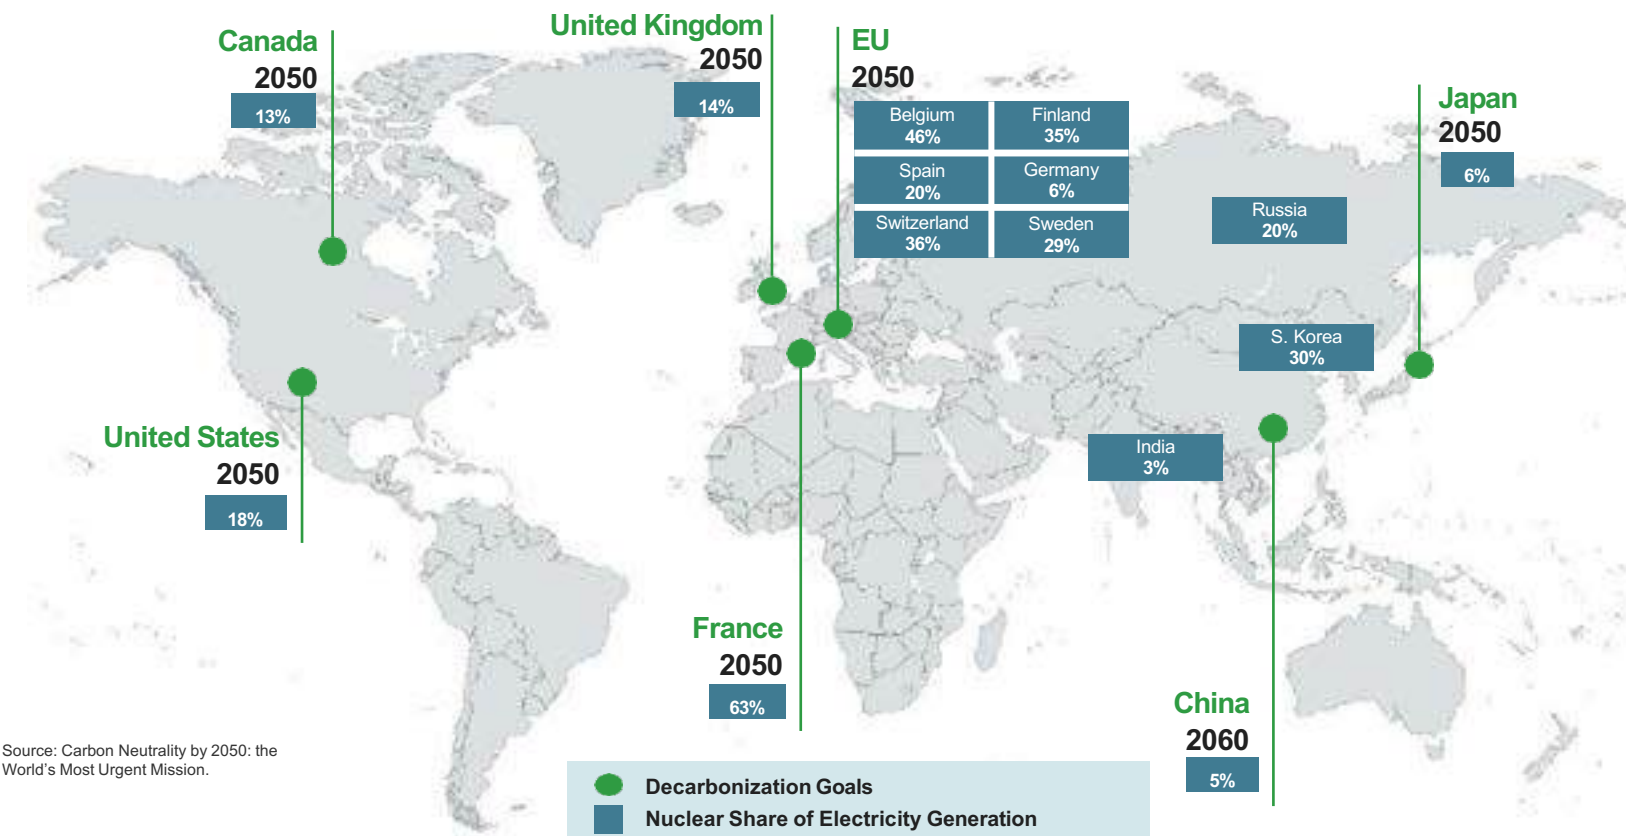 Canada
2050
13%
United Kingdom
2050
14%
EU
2050
Belgium
46%
Finland
35%
Spain
20%
Germany
6%
Switzerland
36%
Sweden
29%
Japan
2050
6%
Russia
20%
S. Korea
30%
India
3%
United States
2050
18%
France
2050
63%
China
2060
5%
Source: Carbon Neutrality by 2050: the
World's Most Urgent Mission.
Decarbonization Goals
Nuclear Share of Electricity Generation